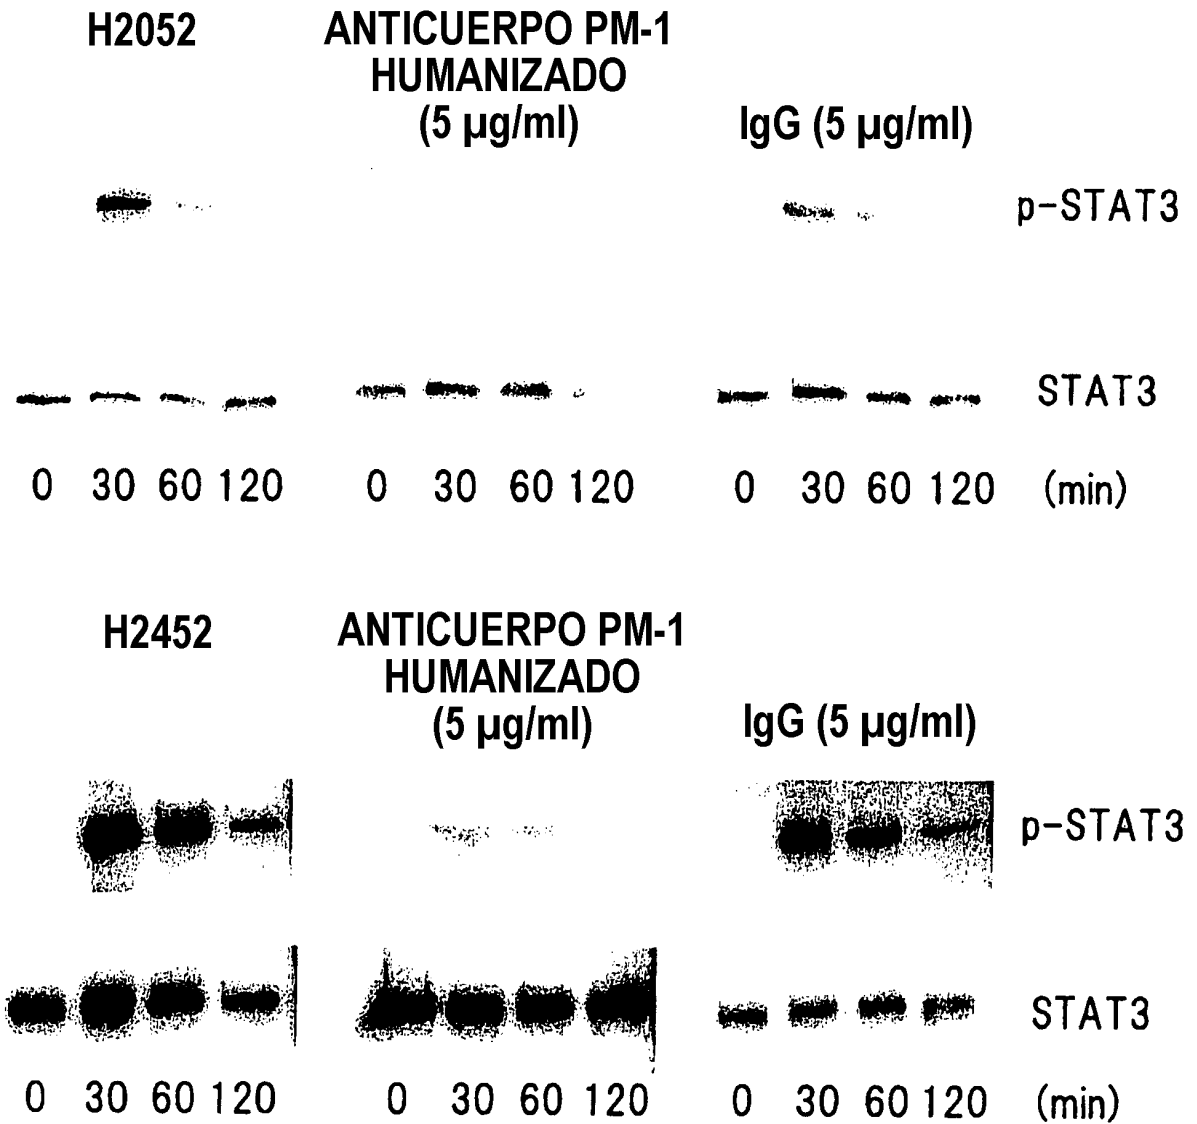 H2052
ANTICUERPO PM-1
HUMANIZADO
(5 µg/ml)
IgG (5 µg/ml)
p-STAT3
STAT3
0 30 60 120 0 30 60 120 0 30 60 120 (min)
H2452
ANTICUERPO PM-1
HUMANIZADO
(5 µg/ml)
IgG (5 µg/ml)
p-STAT3
STAT3
0 30 60 120 0 30 60 120 0 30 60 120 (min)